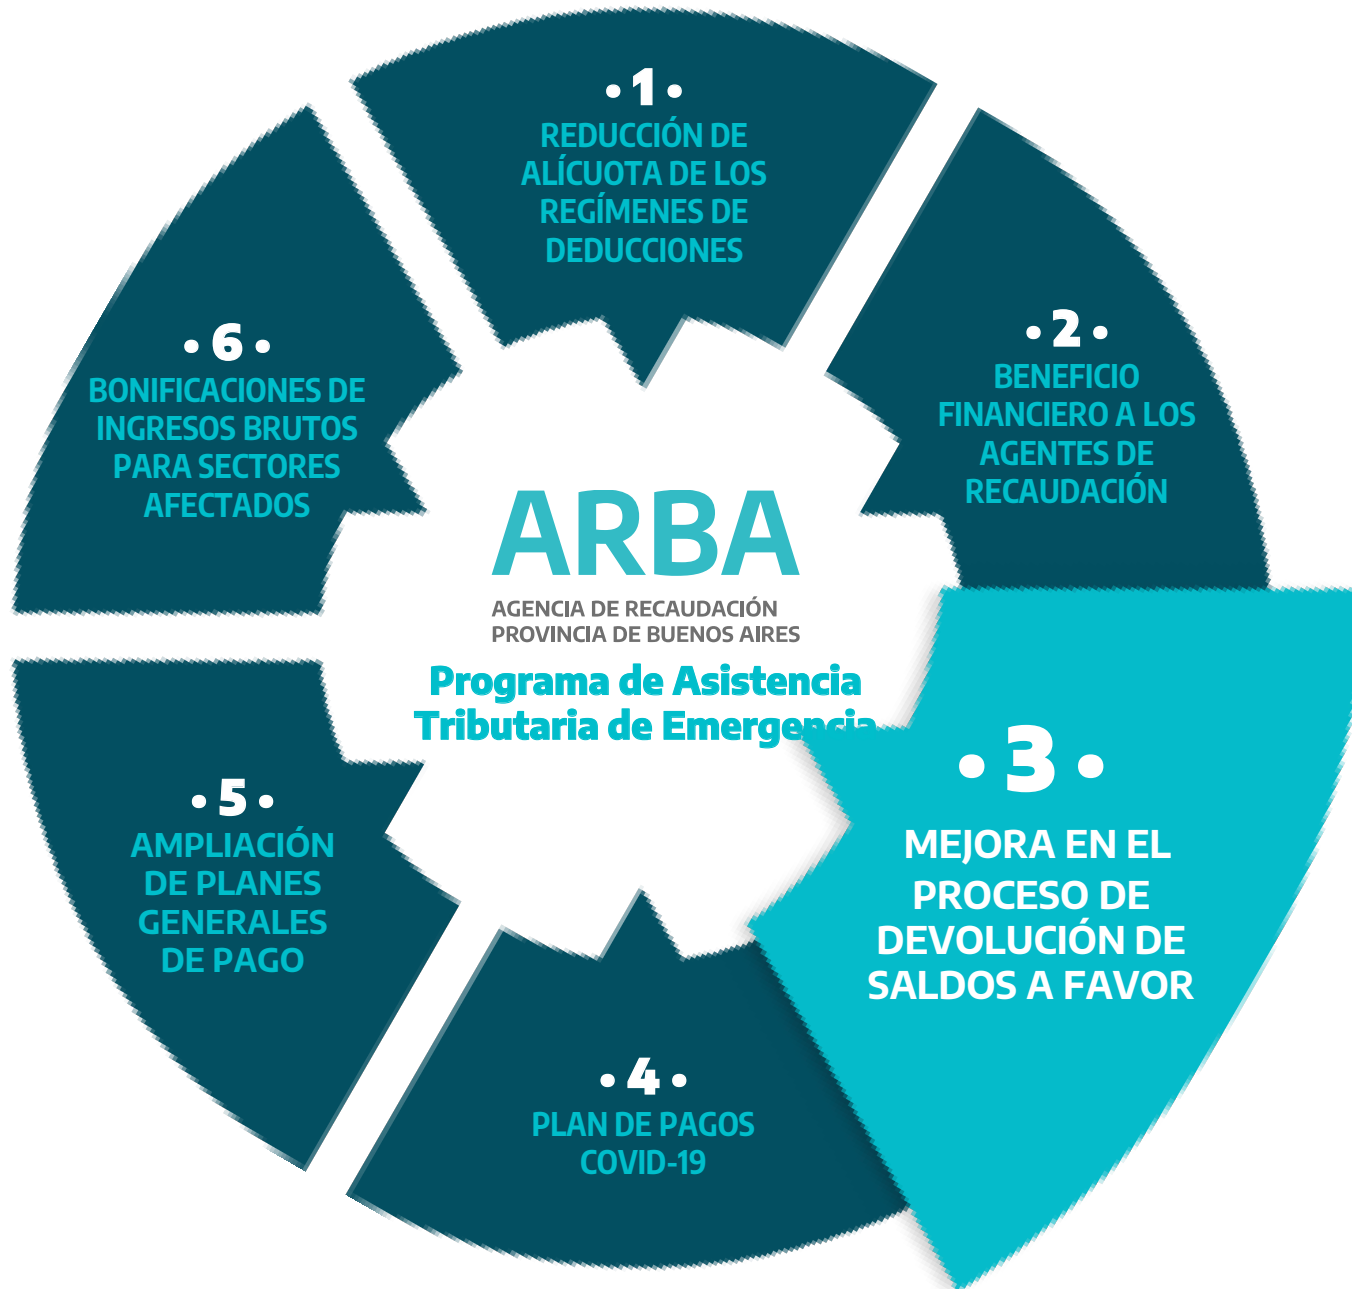 • 1 •
REDUCCIÓN DE
ALÍCUOTA DE LOS
REGÍMENES DE
DEDUCCIONES
• 2 •
BENEFICIO
FINANCIERO A LOS
AGENTES DE
RECAUDACIÓN
• 3 •
MEJORA EN EL
PROCESO DE
DEVOLUCIÓN DE
SALDOS A FAVOR
• 4 •
PLAN DE PAGOS
COVID-19
• 5 •
AMPLIACIÓN
DE PLANES
GENERALES
DE PAGO
• 6 •
BONIFICACIONES DE
INGRESOS BRUTOS
PARA SECTORES
AFECTADOS
ARBA
AGENCIA DE RECAUDACIÓN
PROVINCIA DE BUENOS AIRES
Programa de Asistencia
Tributaria de Emergencia